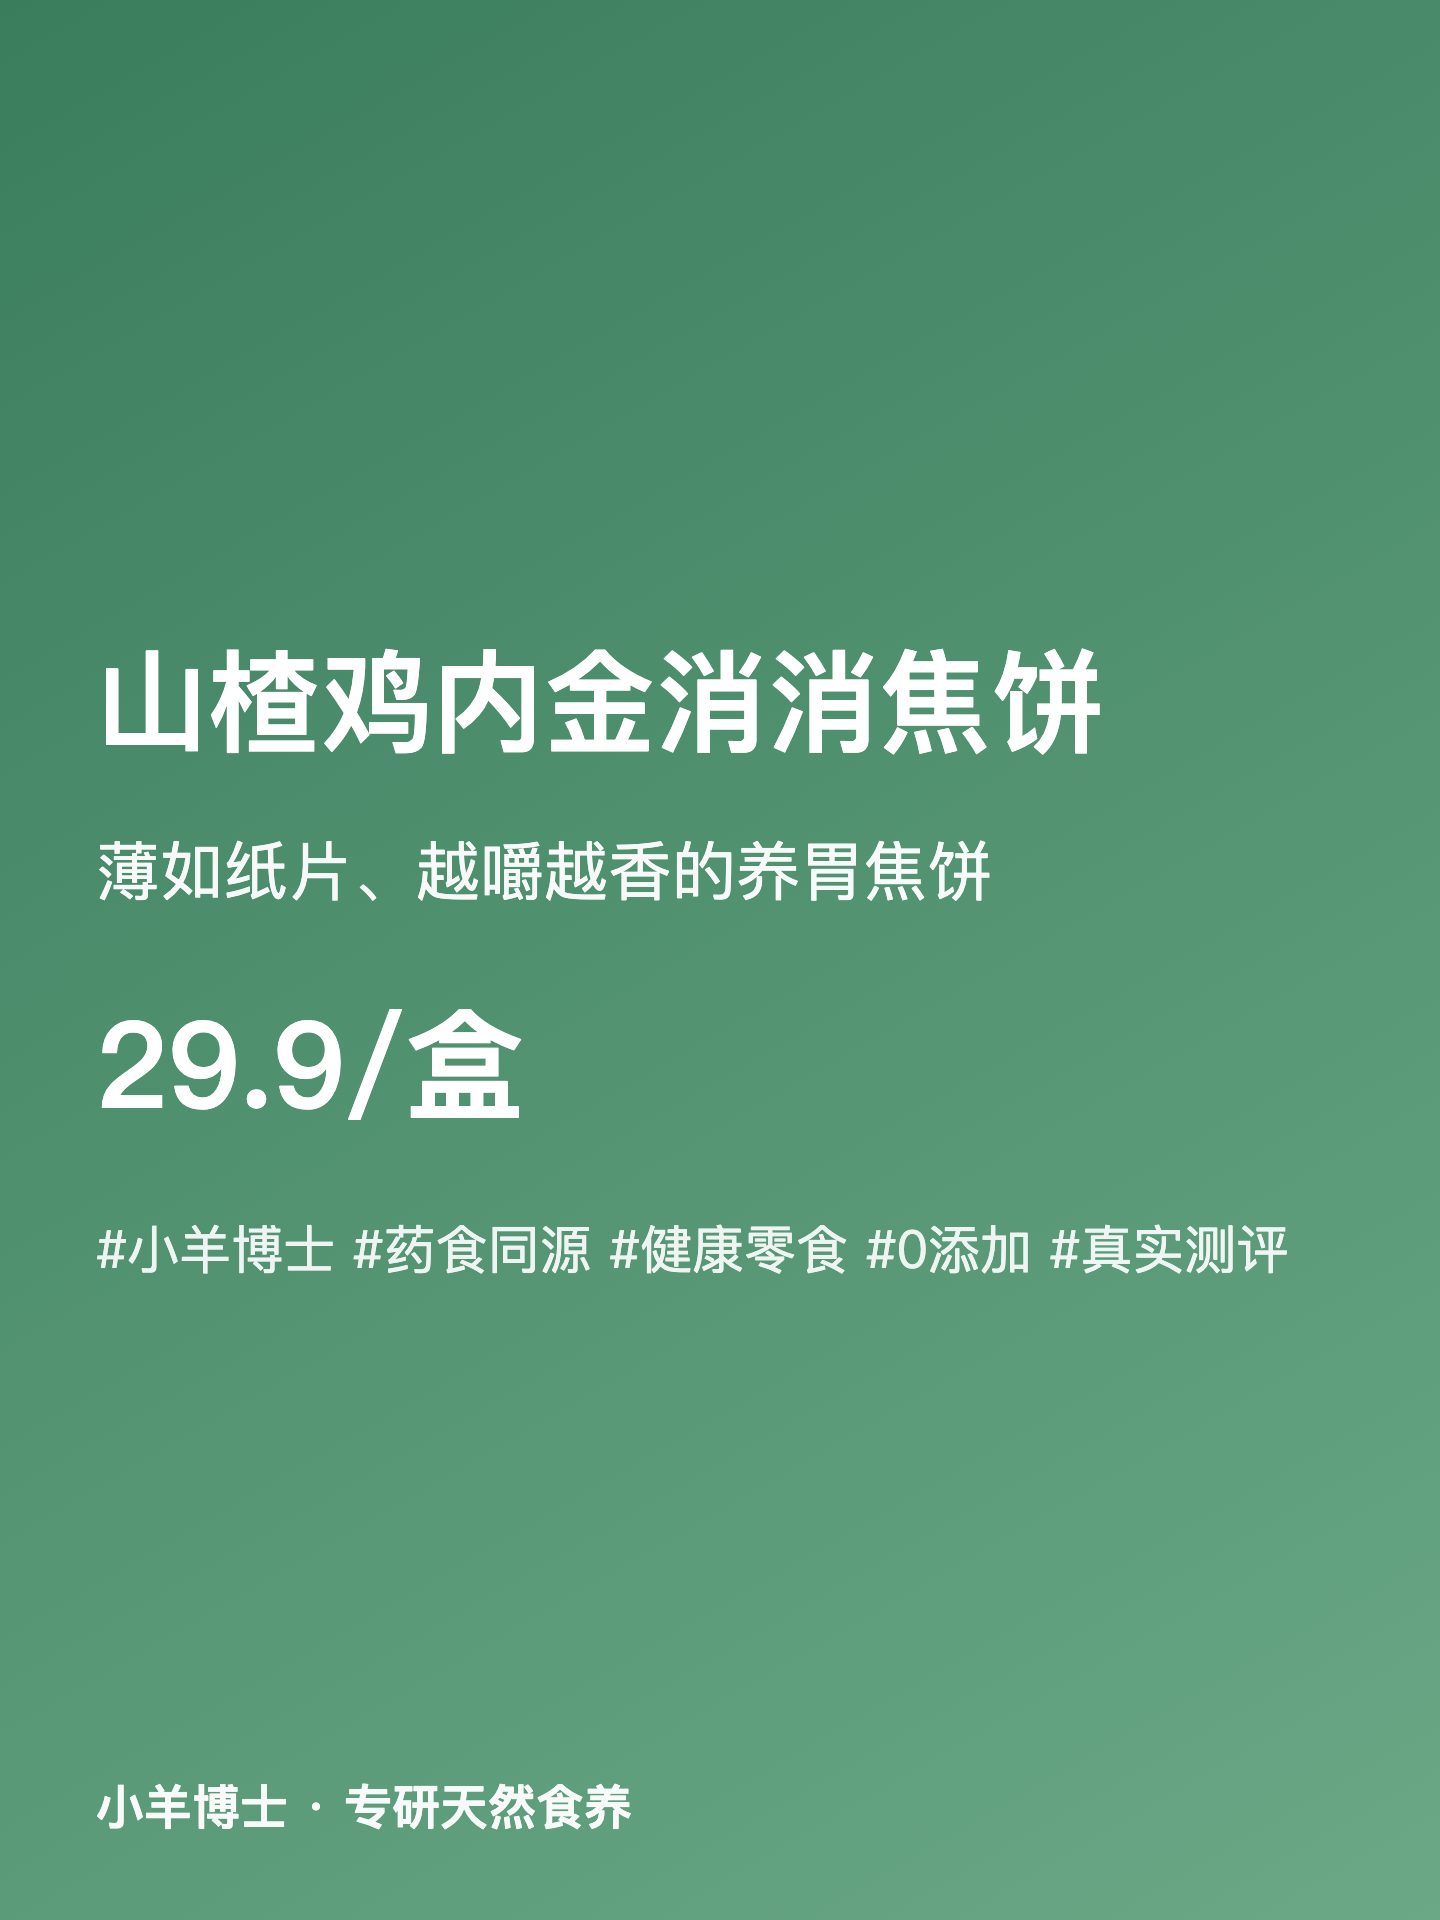 山楂鸡内金消消焦饼
薄如纸片、越嚼越香的养胃焦饼
29.9/盒
#小羊博士 #药食同源 #健康零食 #0添加 #真实测评
小羊博士 · 专研天然食养